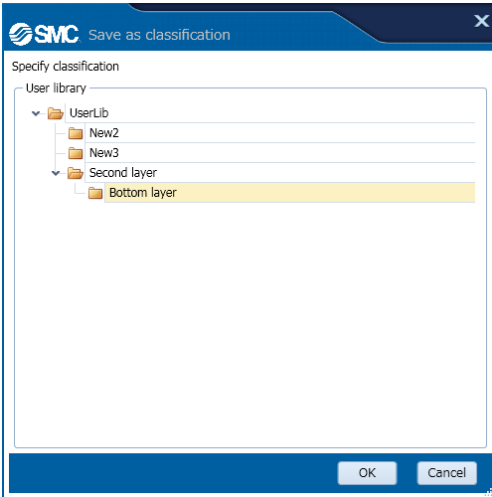 SMC Save as classification
Specify classification
User library
UserLib
New2
New3
Second layer
Bottom layer
OK Cancel